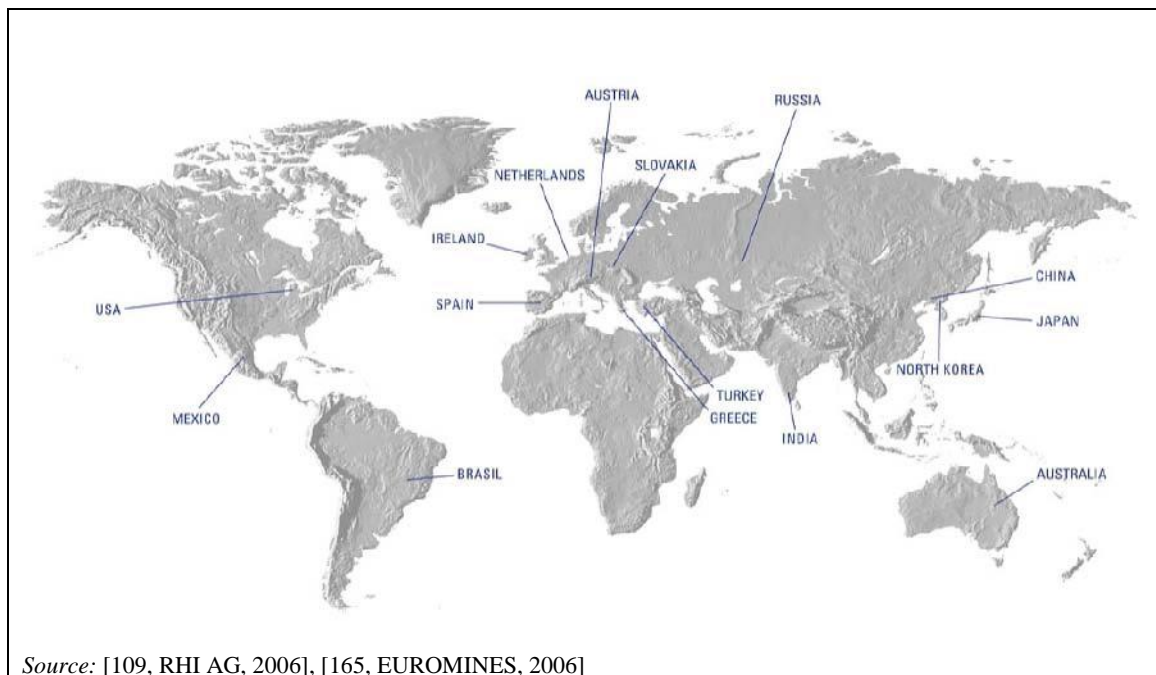 AUSTRIA
RUSSIA
SLOVAKIA
NETHERLANDS
IRELAND
CHINA
USA
SPAIN
JAPAN
NORTH KOREA
TURKEY
MEXICO
GREECE
INDIA
BRASIL
AUSTRALIA
Source: [109, RHI AG, 2006], [165, EUROMINES, 2006]